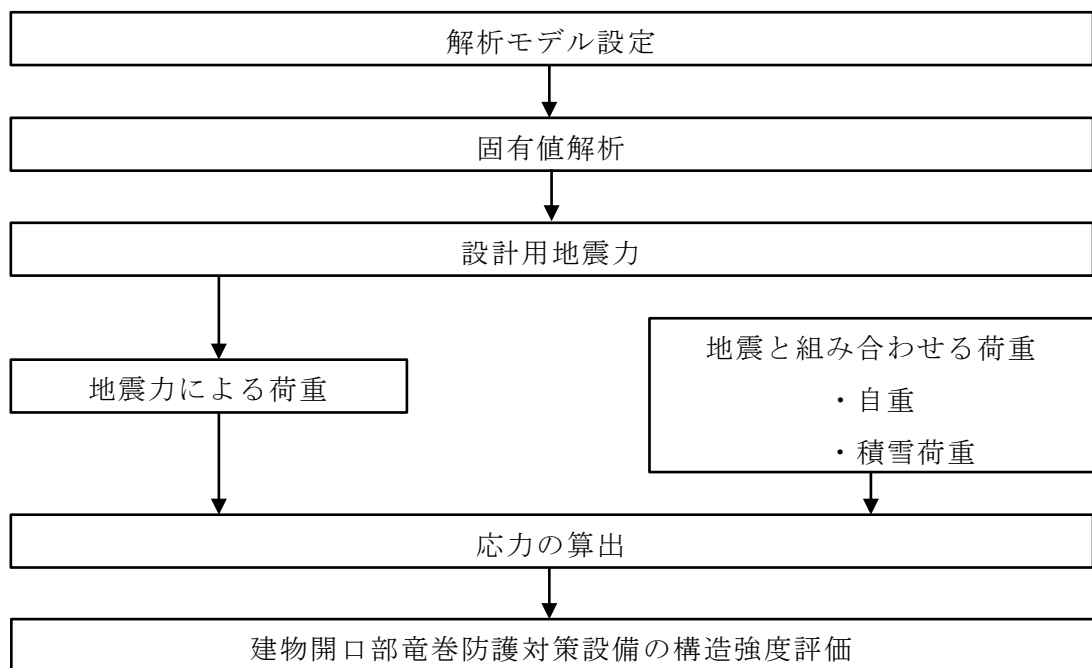 解析モデル設定
固有値解析
設計用地震力
地震力による荷重
地震と組み合わせる荷重
・自重
・積雪荷重
応力の算出
建物開口部竜巻防護対策設備の構造強度評価